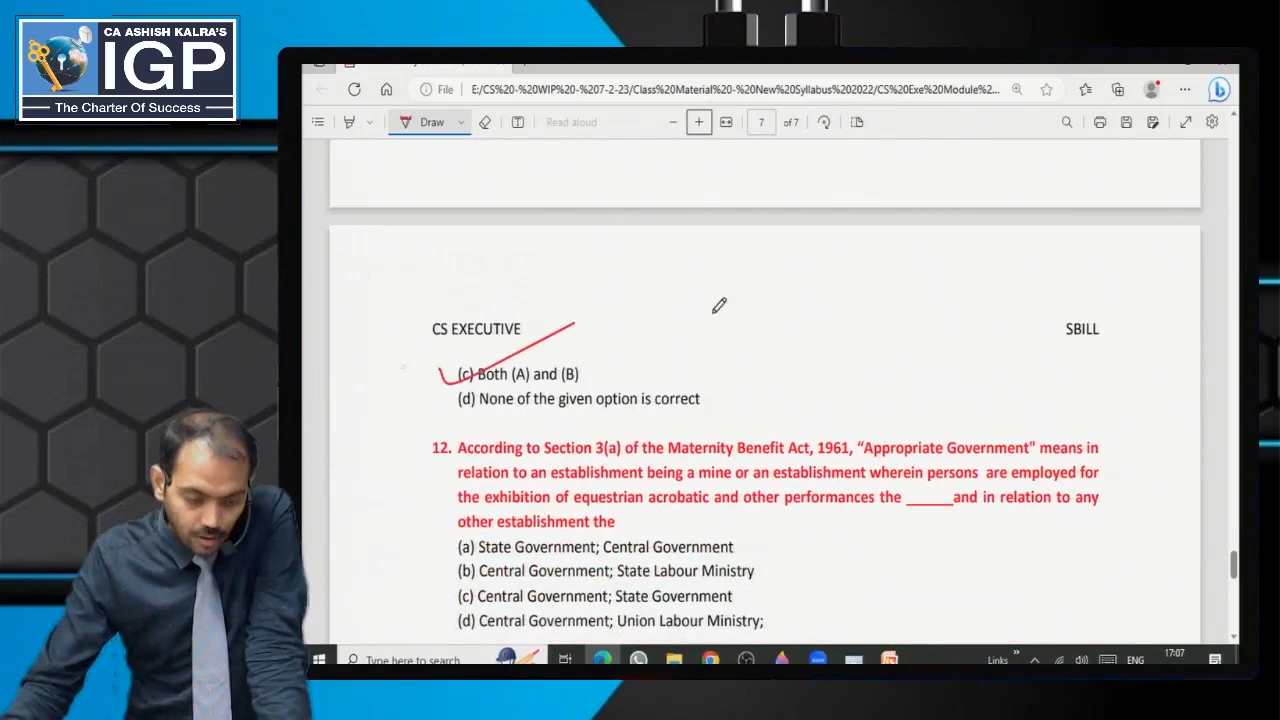 CA ASHISH KALRA'S
IGP
The Charter Of Success
File
E:/CS%20-%20WIP%20-%207-2-23/Class%20Material%20-%20New%20Syllabus%202022/CS%20Exe%20Module%2...
Draw
Read aloud
7
of 7
CS EXECUTIVE
SBILL
(c) Both (A) and (B)
(d) None of the given option is correct
12. According to Section 3(a) of the Maternity Benefit Act, 1961, “Appropriate Government" means in
relation to an establishment being a mine or an establishment wherein persons are employed for
the exhibition of equestrian acrobatic and other performances the ______and in relation to any
other establishment the
(a) State Government; Central Government
(b) Central Government; State Labour Ministry
(c) Central Government; State Government
(d) Central Government; Union Labour Ministry;
Type here to search
Links
ENG
17:07